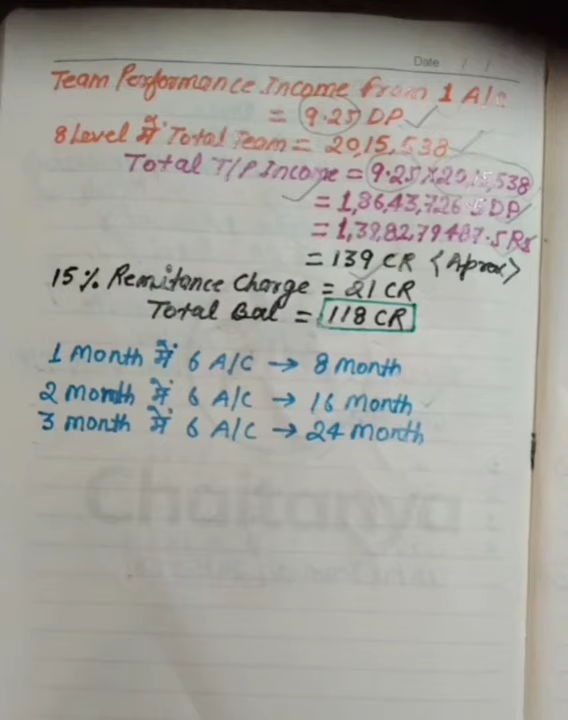 Date / /
Team Performance Income from 1 A/c
= 9.25 DP
8 Level में Total Team = 20,15,538
Total T/P Income = 9.25 X 20,15,538
= 1,86,43,726.5 DP
= 1,39,82,79487.5 RS
= 139 CR (Aprox)
15% Remitance Charge = 21 CR
Total Bal = 118 CR
1 Month में 6 A/C → 8 month
2 month में 6 A/C → 16 month
3 month में 6 A/C → 24 month
Chaitanya